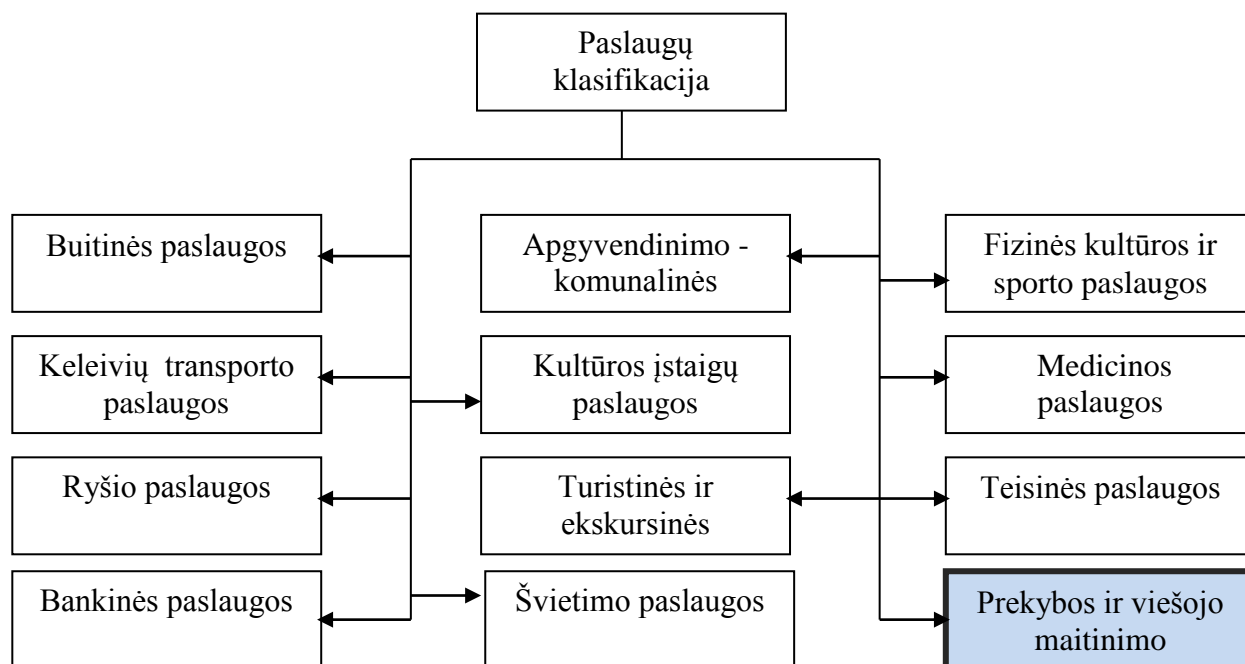 Paslaugų
klasifikacija
Buitinės paslaugos
Apgyvendinimo -
komunalinės
Fizinės kultūros ir
sporto paslaugos
Keleivių transporto
paslaugos
Kultūros įstaigų
paslaugos
Medicinos
paslaugos
Ryšio paslaugos
Turistinės ir
ekskursinės
Teisinės paslaugos
Bankinės paslaugos
Švietimo paslaugos
Prekybos ir viešojo
maitinimo